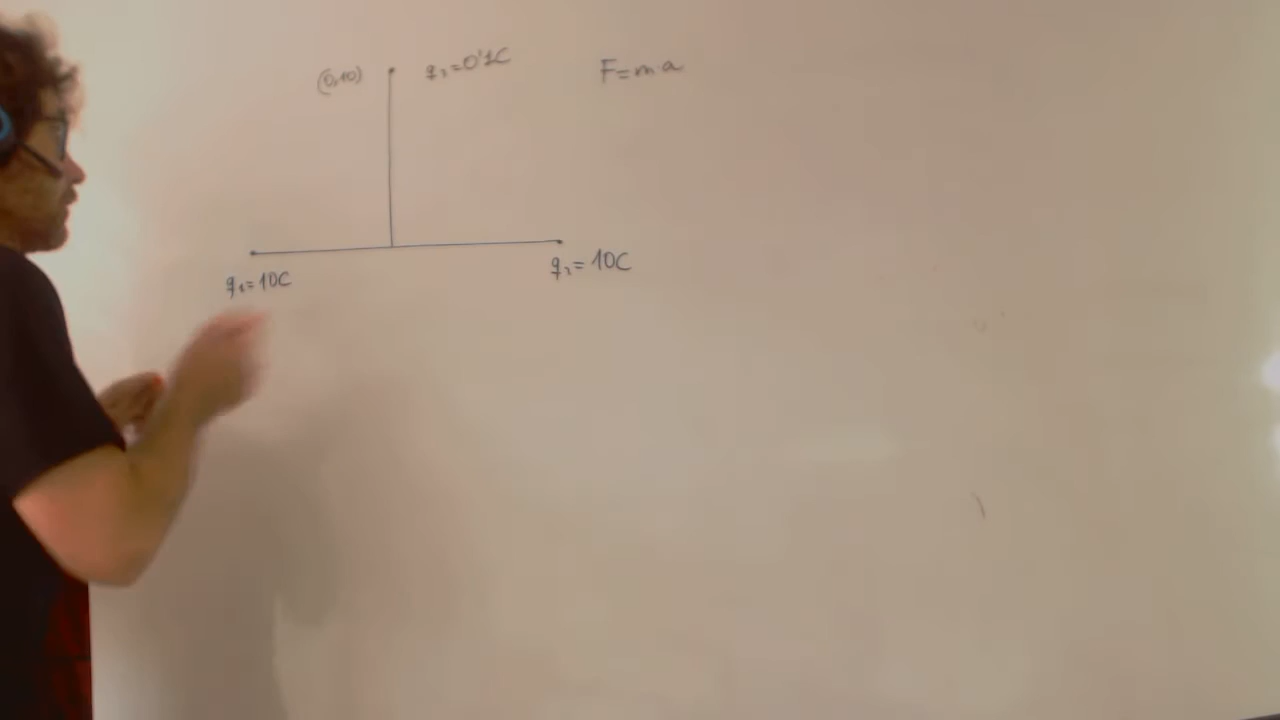 (0,10)
q₃=0'1C
F=m·a
q₁=10C
q₂=10C